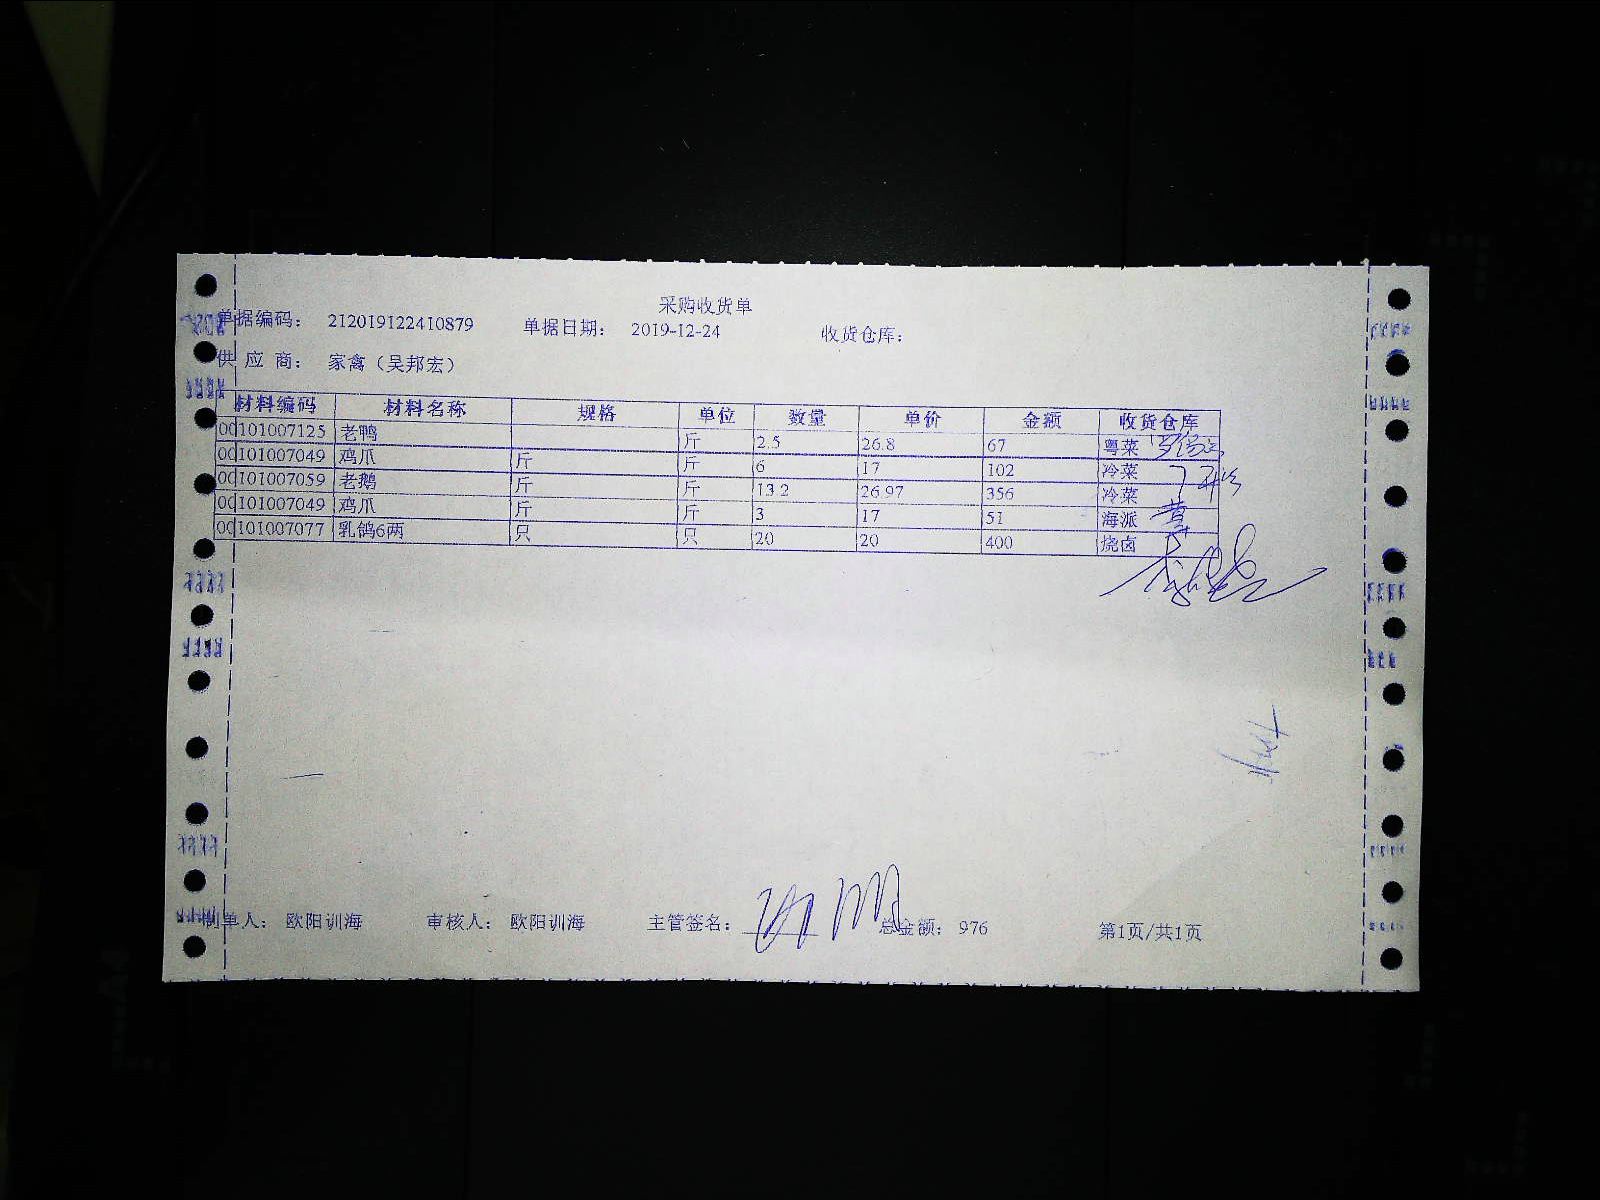 采购收货单
单据编码: 212019122410879 单据日期: 2019-12-24 收货仓库:
供 应 商: 家禽（吴邦宏）
材料编码 材料名称 规格 单位 数量 单价 金额 收货仓库
00101007125 老鸭 斤 2.5 26.8 67 粤菜
00101007049 鸡爪 斤 斤 6 17 102 冷菜
00101007059 老鹅 斤 斤 13.2 26.97 356 冷菜
00101007049 鸡爪 斤 斤 3 17 51 海派
00101007077 乳鸽6两 只 只 20 20 400 烧卤
制单人: 欧阳训海 审核人: 欧阳训海 主管签名: 总金额: 976 第1页/共1页